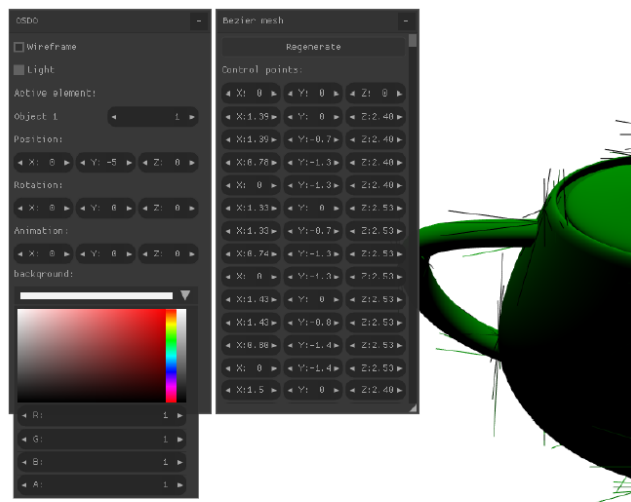 OSDO -
Wireframe
Light
Active element:
Object 1 1
Position:
X: 0 Y: -5 Z: 0
Rotation:
X: 0 Y: 0 Z: 0
Animation:
X: 0 Y: 0 Z: 0
background:
R: 1
G: 1
B: 1
A: 1
Bezier mesh -
Regenerate
Control points:
X: 0 Y: 0 Z: 0
X:1.39 Y: 0 Z:2.40
X:1.39 Y:-0.7 Z:2.40
X:0.78 Y:-1.3 Z:2.40
X: 0 Y:-1.3 Z:2.40
X:1.33 Y: 0 Z:2.53
X:1.33 Y:-0.7 Z:2.53
X:0.74 Y:-1.3 Z:2.53
X: 0 Y:-1.3 Z:2.53
X:1.43 Y: 0 Z:2.53
X:1.43 Y:-0.8 Z:2.53
X:0.80 Y:-1.4 Z:2.53
X: 0 Y:-1.4 Z:2.53
X:1.5 Y: 0 Z:2.40